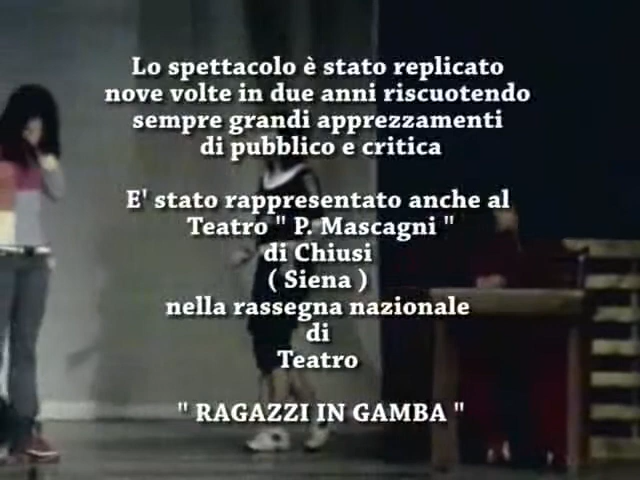 Lo spettacolo è stato replicato
nove volte in due anni riscuotendo
sempre grandi apprezzamenti
di pubblico e critica
E' stato rappresentato anche al
Teatro " P. Mascagni "
di Chiusi
( Siena )
nella rassegna nazionale
di
Teatro
" RAGAZZI IN GAMBA "